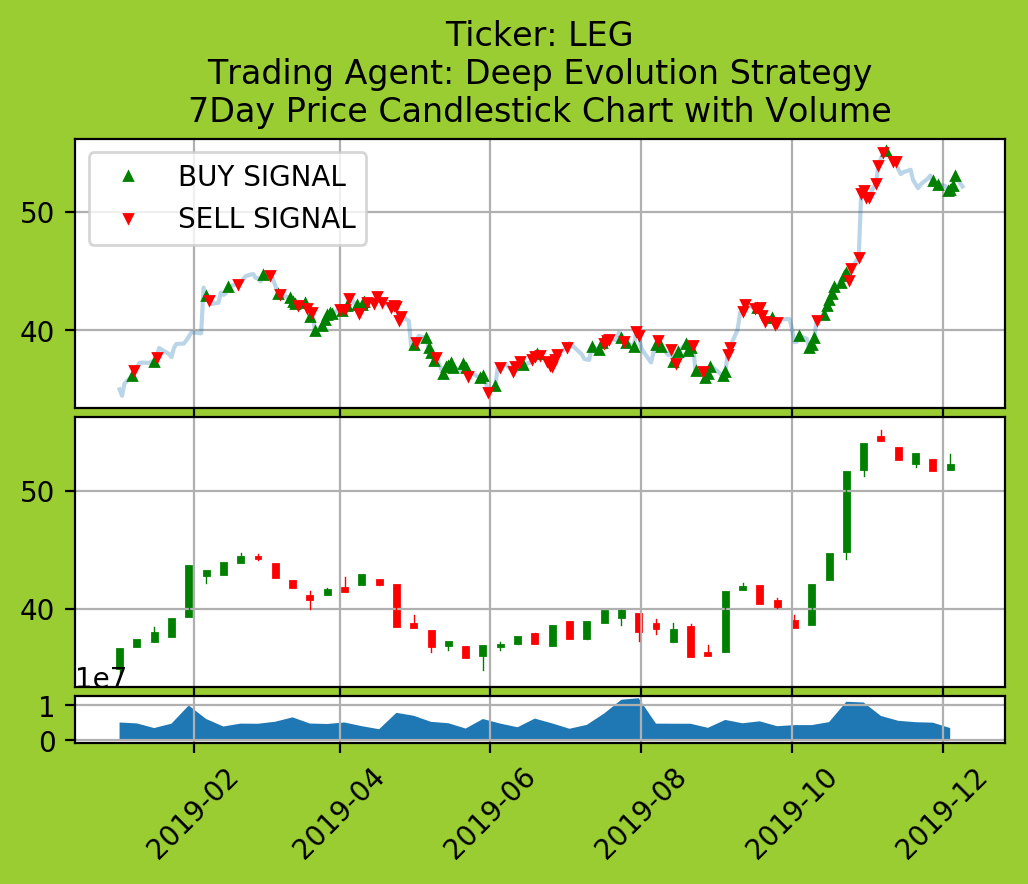 Ticker: LEG
Trading Agent: Deep Evolution Strategy
7Day Price Candlestick Chart with Volume
BUY SIGNAL
SELL SIGNAL
50
40
50
40
1e7
1
0
2019-02
2019-04
2019-06
2019-08
2019-10
2019-12